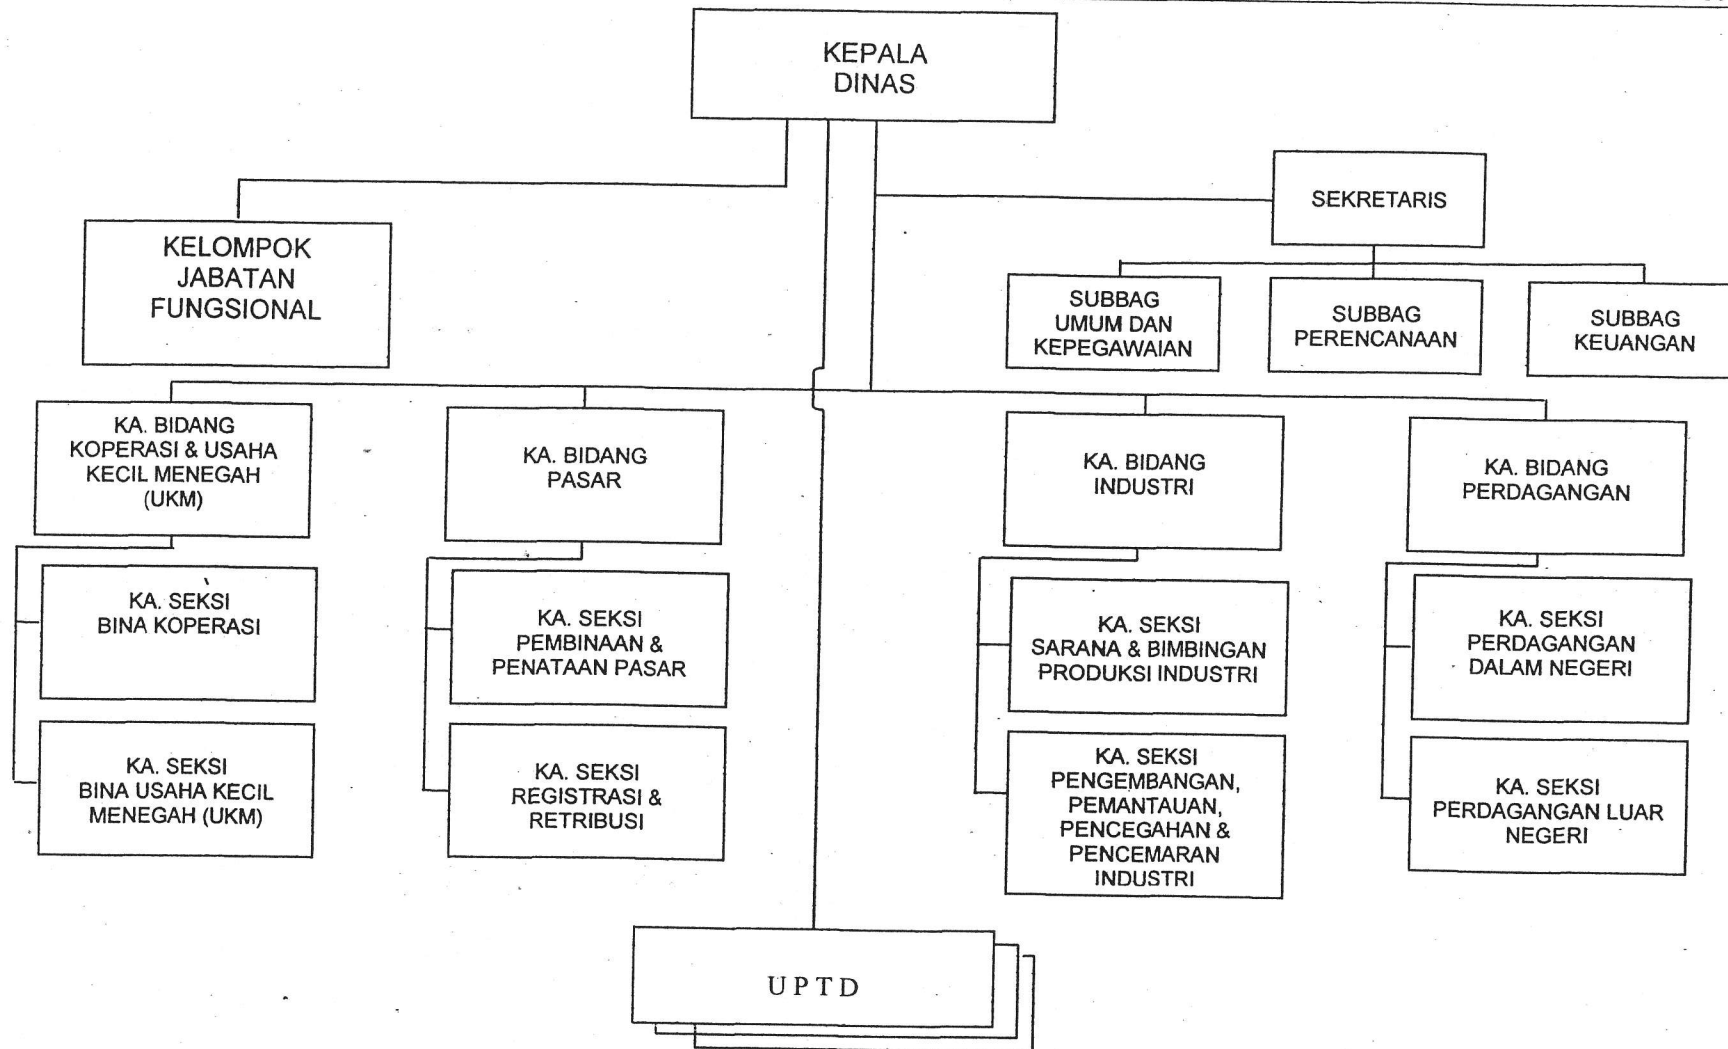 KEPALA
DINAS
SEKRETARIS
KELOMPOK
JABATAN
FUNGSIONAL
SUBBAG
UMUM DAN
KEPEGAWAIAN
SUBBAG
PERENCANAAN
SUBBAG
KEUANGAN
KA. BIDANG
KOPERASI & USAHA
KECIL MENEGAH
(UKM)
KA. BIDANG
PASAR
KA. BIDANG
INDUSTRI
KA. BIDANG
PERDAGANGAN
KA. SEKSI
BINA KOPERASI
KA. SEKSI
PEMBINAAN &
PENATAAN PASAR
KA. SEKSI
SARANA & BIMBINGAN
PRODUKSI INDUSTRI
KA. SEKSI
PERDAGANGAN
DALAM NEGERI
KA. SEKSI
BINA USAHA KECIL
MENEGAH (UKM)
KA. SEKSI
REGISTRASI &
RETRIBUSI
KA. SEKSI
PENGEMBANGAN,
PEMANTAUAN,
PENCEGAHAN &
PENCEMARAN
INDUSTRI
KA. SEKSI
PERDAGANGAN LUAR
NEGERI
UPTD